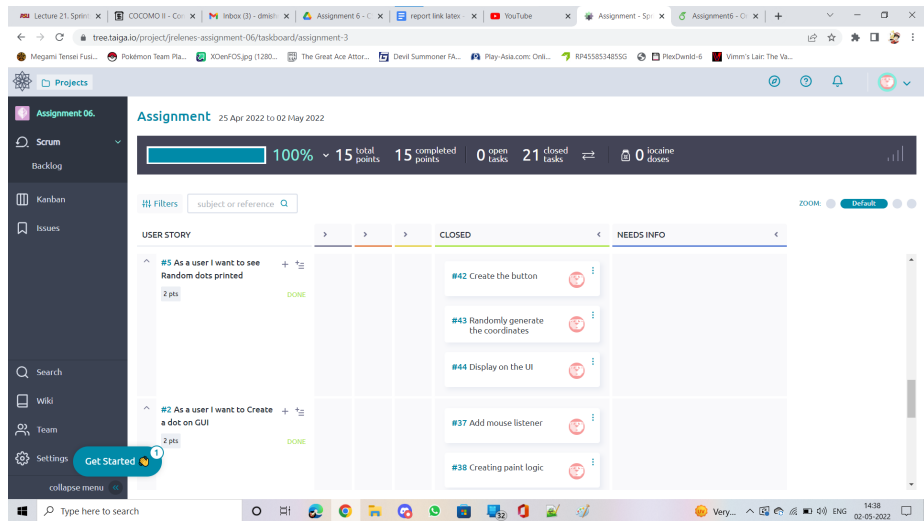 Lecture 21. Sprint
COCOMO II - Con
Inbox (3) - dmish
Assignment 6 - C
report link latex -
YouTube
Assignment - Spr
Assignment6 - O
tree.taiga.io/project/jrelenes-assignment-06/taskboard/assignment-3
Megami Tensei Fusi...
Pokémon Team Pla...
XOenFOS.jpg (1280...
The Great Ace Attor...
Devil Summoner FA...
Play-Asia.com: Onli...
RP455853485SG
PlexDwnld-6
Vimm's Lair: The Va...
Projects
Assignment 06.
Scrum
Backlog
Kanban
Issues
Search
Wiki
Team
Settings
Get Started
1
collapse menu
Assignment 25 Apr 2022 to 02 May 2022
100% 15 total points 15 completed points 0 open tasks 21 closed tasks 0 iocaine doses
Filters subject or reference
ZOOM: Default
USER STORY CLOSED NEEDS INFO
#5 As a user I want to see
Random dots printed
2 pts DONE
#42 Create the button
#43 Randomly generate
the coordinates
#44 Display on the UI
#2 As a user I want to Create
a dot on GUI
2 pts DONE
#37 Add mouse listener
#38 Creating paint logic
Type here to search
32
Very...
ENG
14:38
02-05-2022